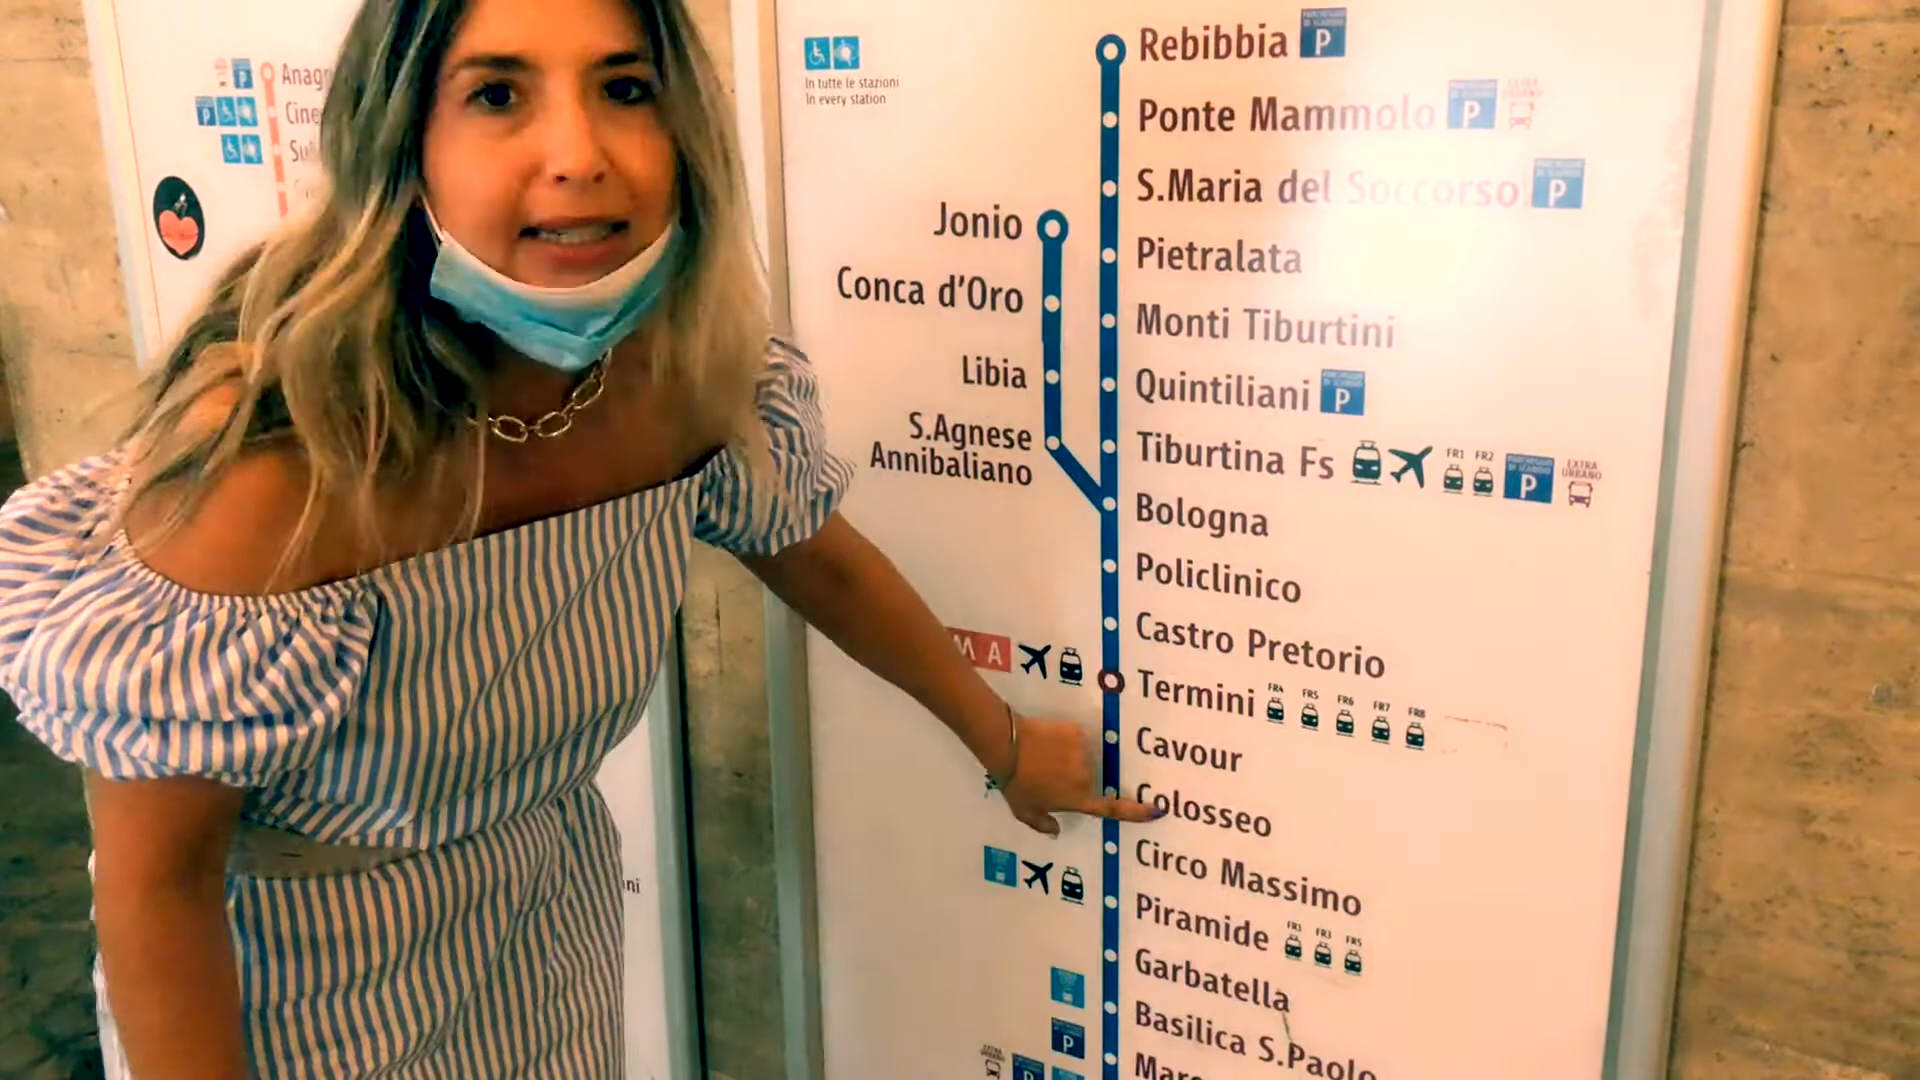 In tutte le stazioni
In every station
Rebibbia P
Ponte Mammolo P
S.Maria del Soccorso P
Pietralata
Monti Tiburtini
Quintiliani P
Tiburtina Fs FR1 FR2 P EXTRA URBANO
Bologna
Policlinico
Castro Pretorio
Termini FR4 FR5 FR6 FR7 FR8
Cavour
Colosseo
Circo Massimo
Piramide FR1 FR3 FR5
Garbatella
Basilica S.Paolo
Jonio
Conca d'Oro
Libia
S.Agnese
Annibaliano
M A
P
P
P
P